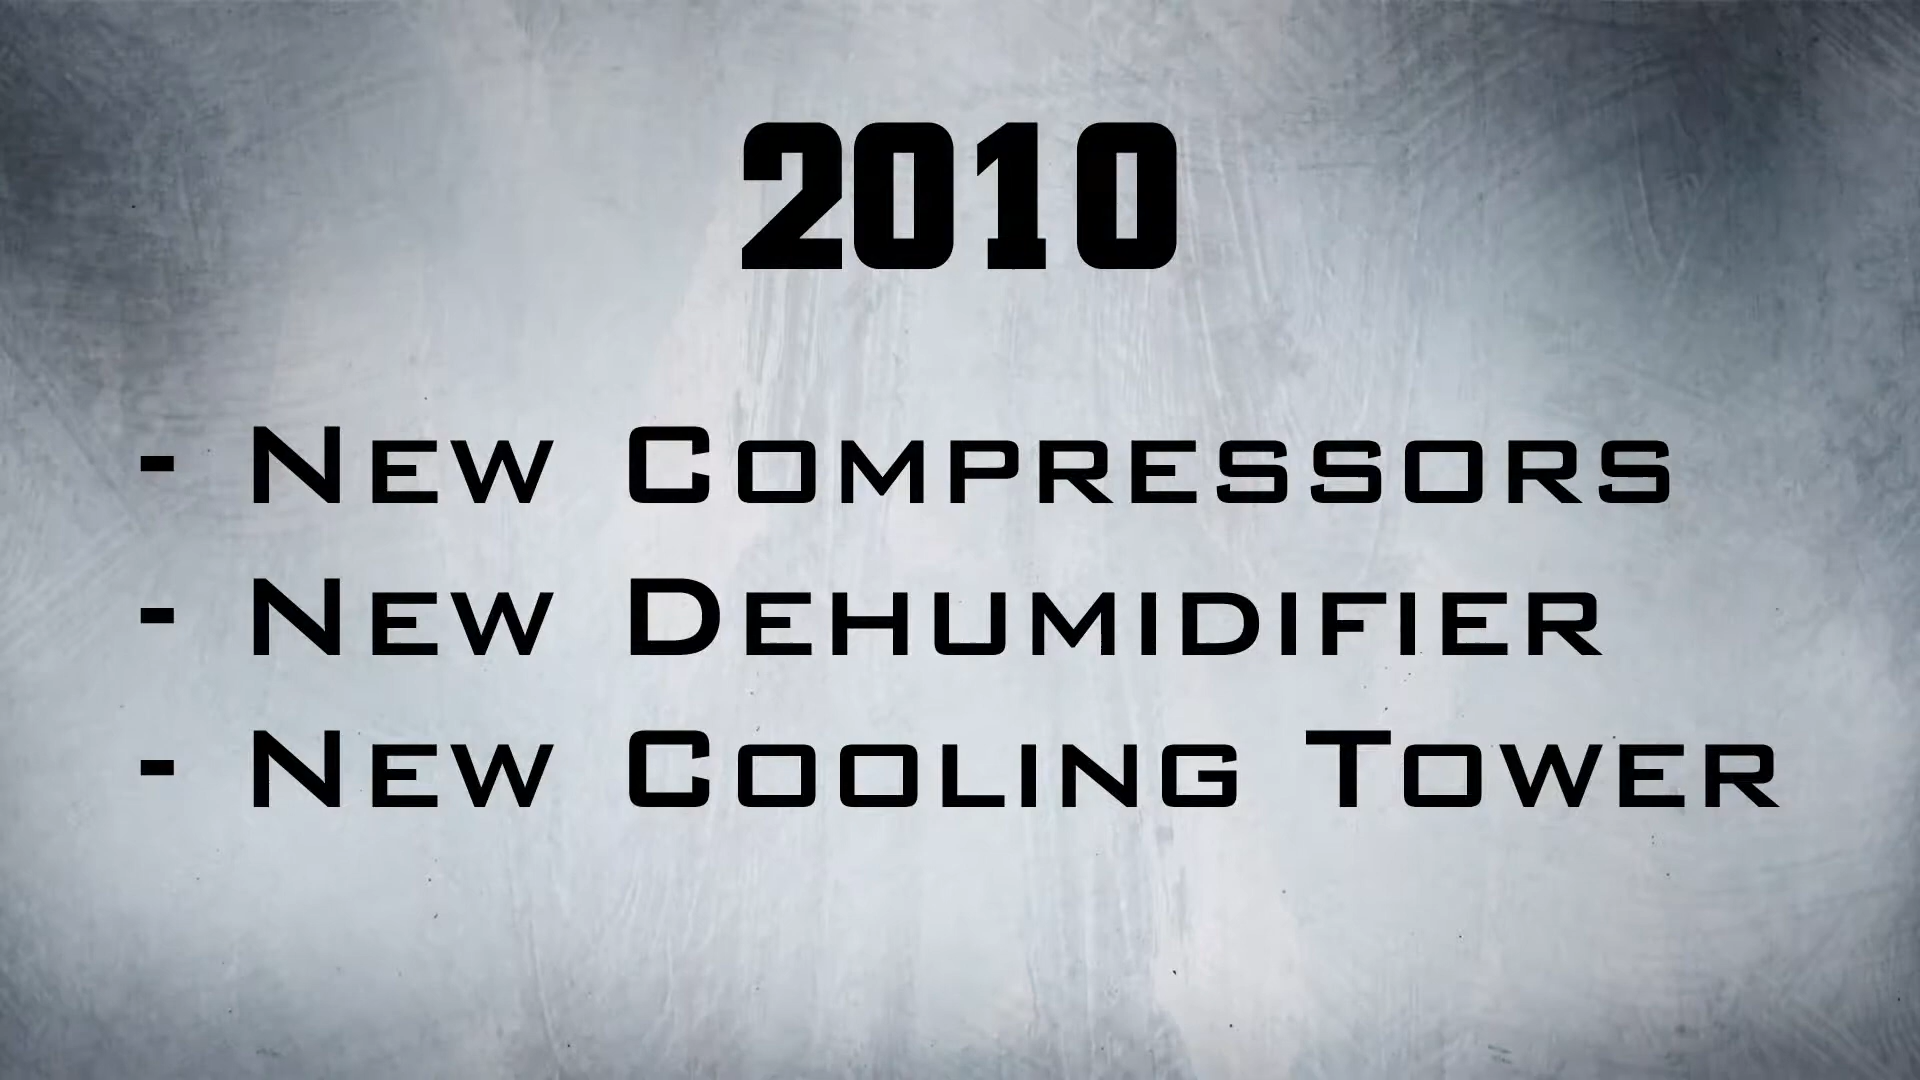 2010
- New Compressors
- New Dehumidifier
- New Cooling Tower